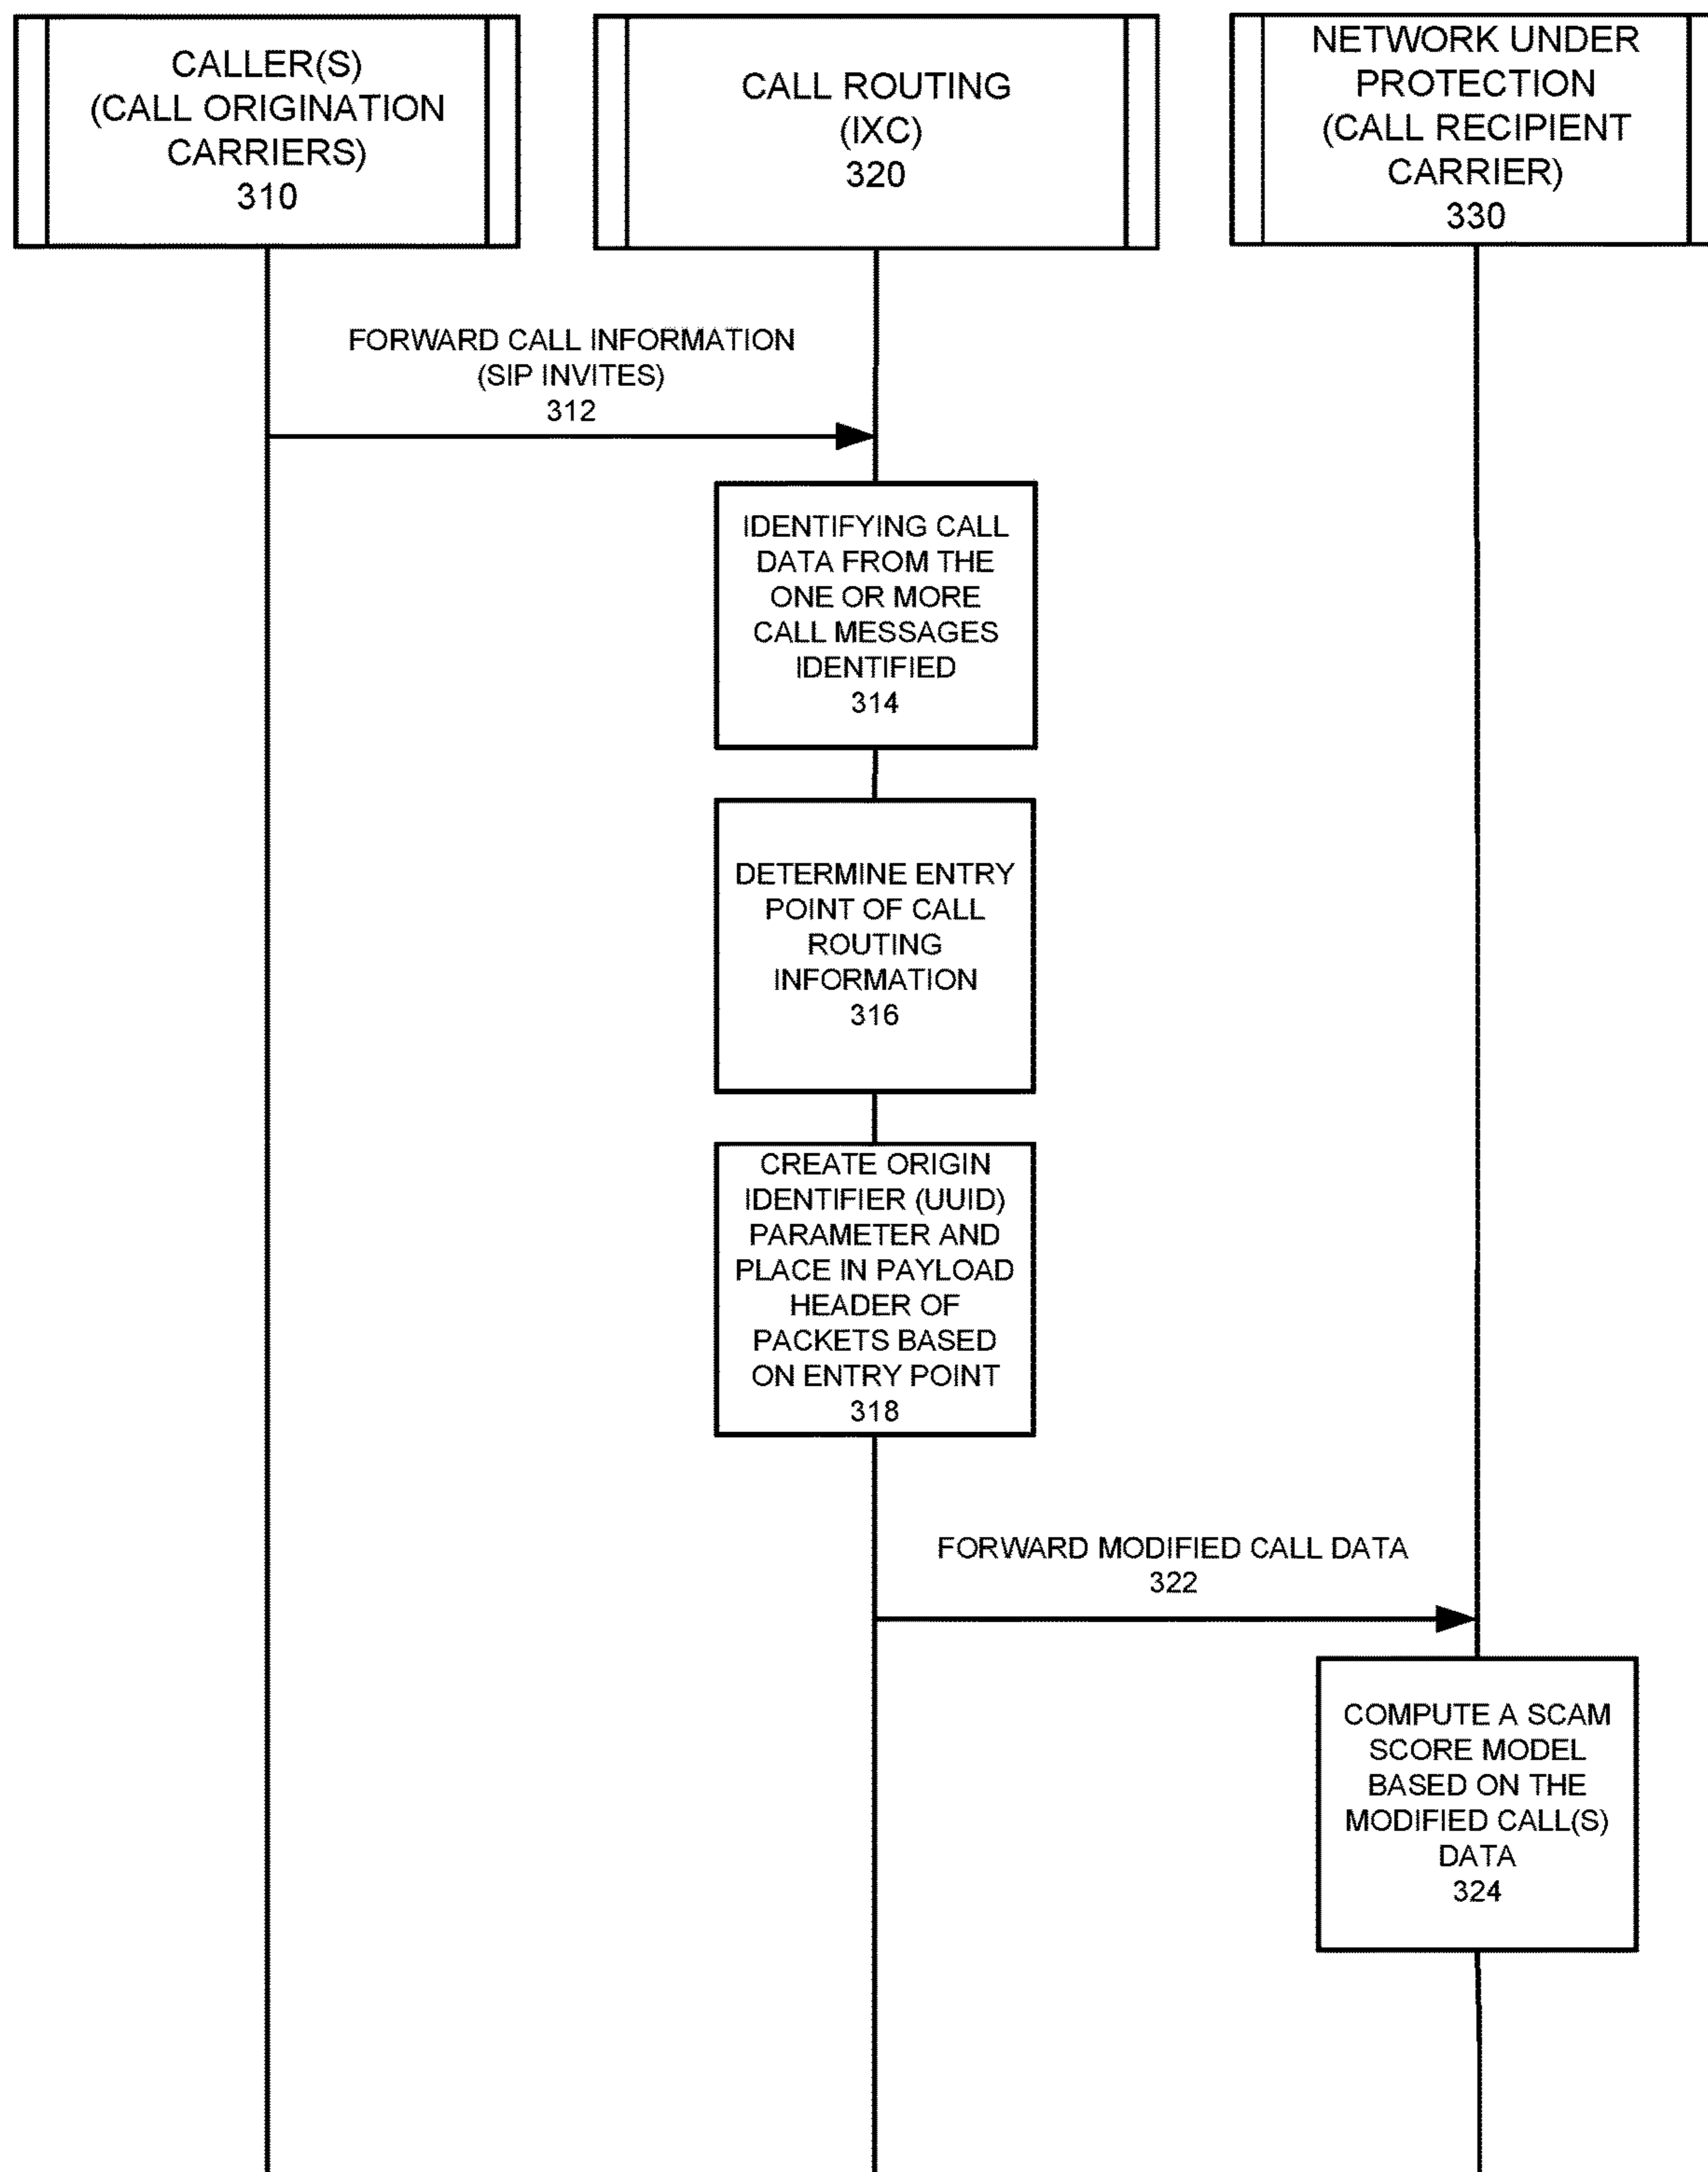 CALLER(S)
(CALL ORIGINATION
CARRIERS)
310
CALL ROUTING
(IXC)
320
NETWORK UNDER
PROTECTION
(CALL RECIPIENT
CARRIER)
330
FORWARD CALL INFORMATION
(SIP INVITES)
312
IDENTIFYING CALL
DATA FROM THE
ONE OR MORE
CALL MESSAGES
IDENTIFIED
314
DETERMINE ENTRY
POINT OF CALL
ROUTING
INFORMATION
316
CREATE ORIGIN
IDENTIFIER (UUID)
PARAMETER AND
PLACE IN PAYLOAD
HEADER OF
PACKETS BASED
ON ENTRY POINT
318
FORWARD MODIFIED CALL DATA
322
COMPUTE A SCAM
SCORE MODEL
BASED ON THE
MODIFIED CALL(S)
DATA
324